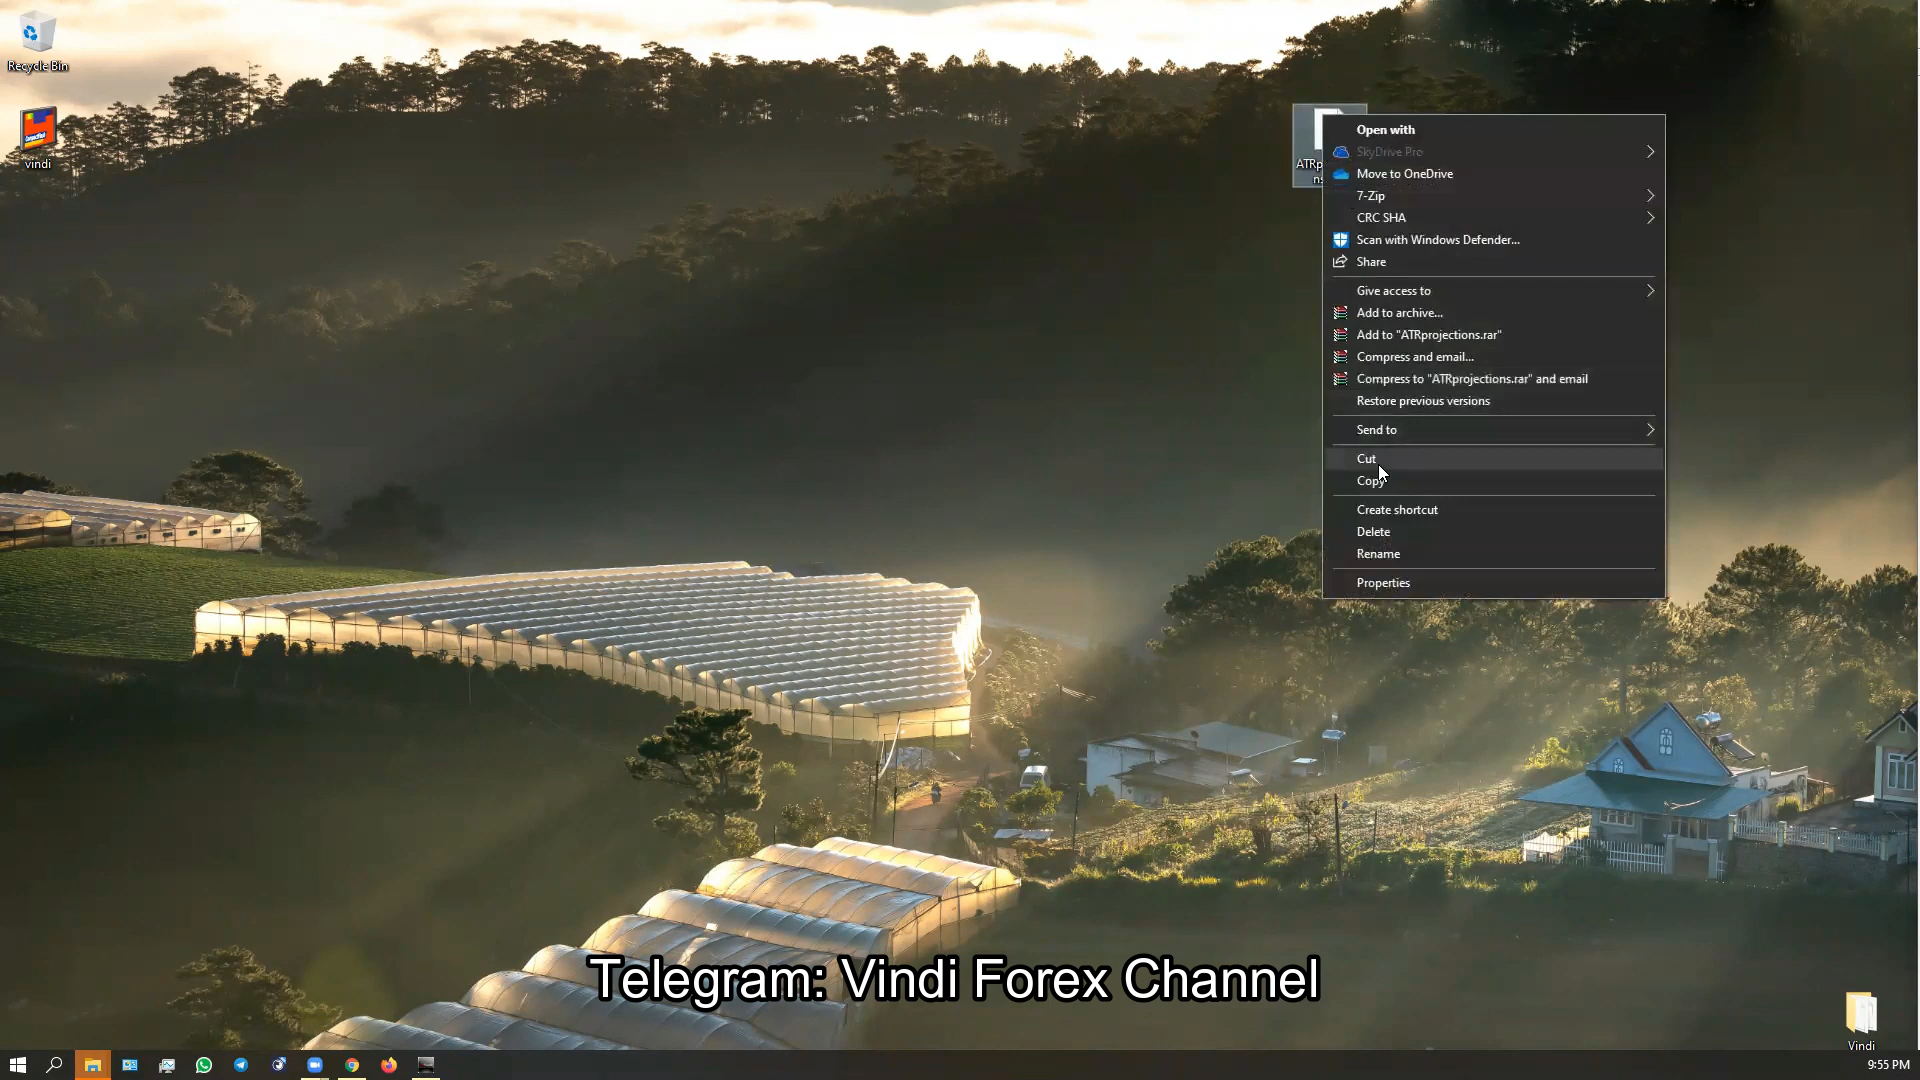 Recycle Bin
vindi
ATRp
ns
Open with
SkyDrive Pro
Move to OneDrive
7-Zip
CRC SHA
Scan with Windows Defender...
Share
Give access to
Add to archive...
Add to "ATRprojections.rar"
Compress and email...
Compress to "ATRprojections.rar" and email
Restore previous versions
Send to
Cut
Copy
Create shortcut
Delete
Rename
Properties
Telegram: Vindi Forex Channel
Vindi
9:55 PM